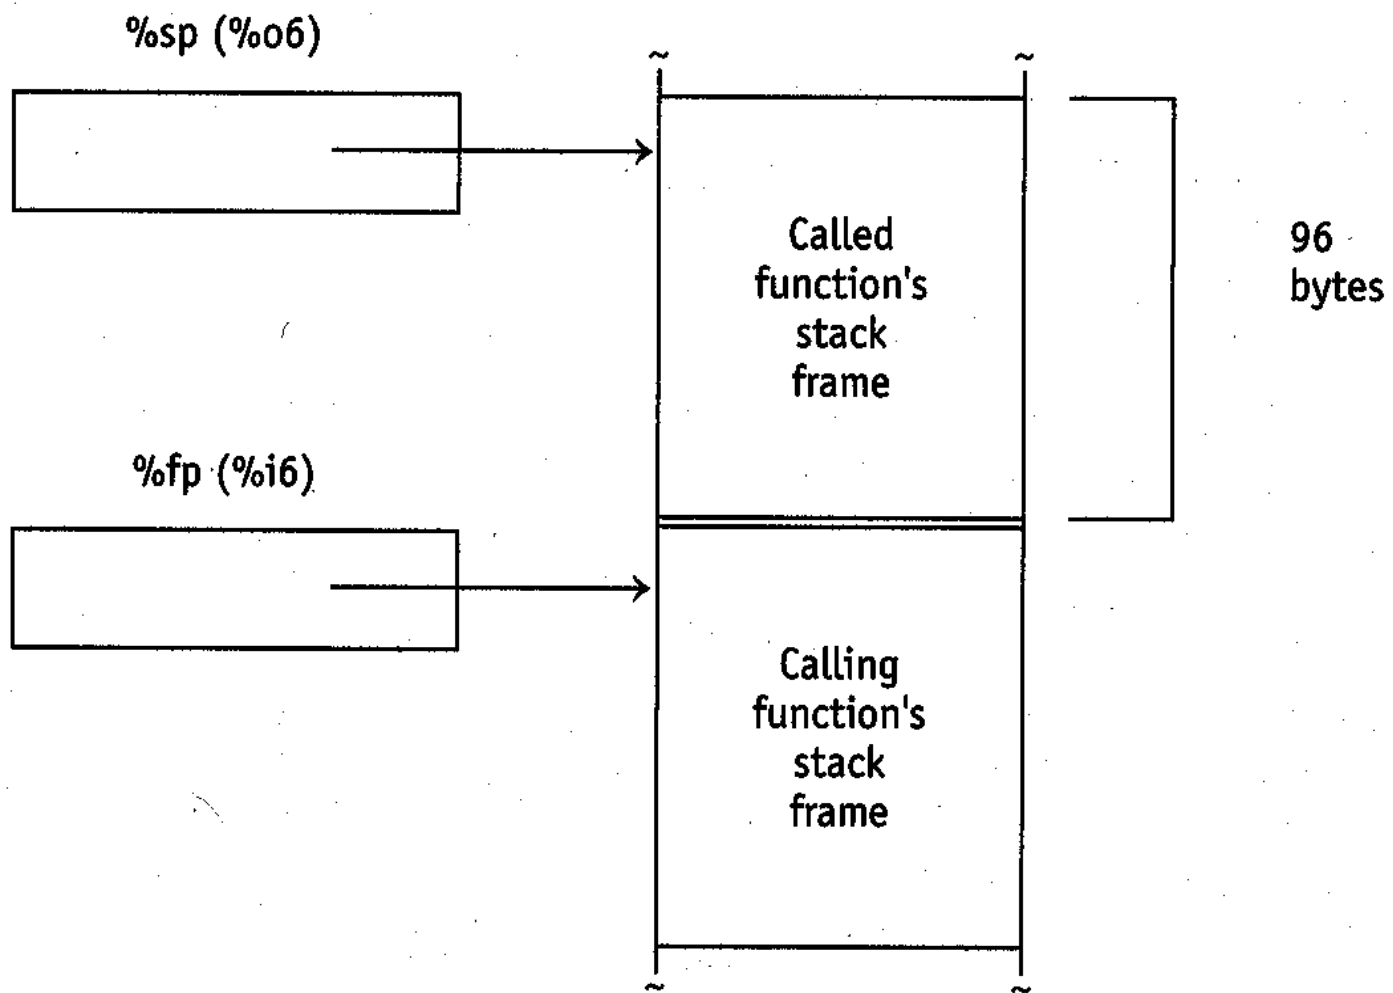 %sp (%o6)
Called
function's
stack
frame
96
bytes
%fp (%i6)
Calling
function's
stack
frame